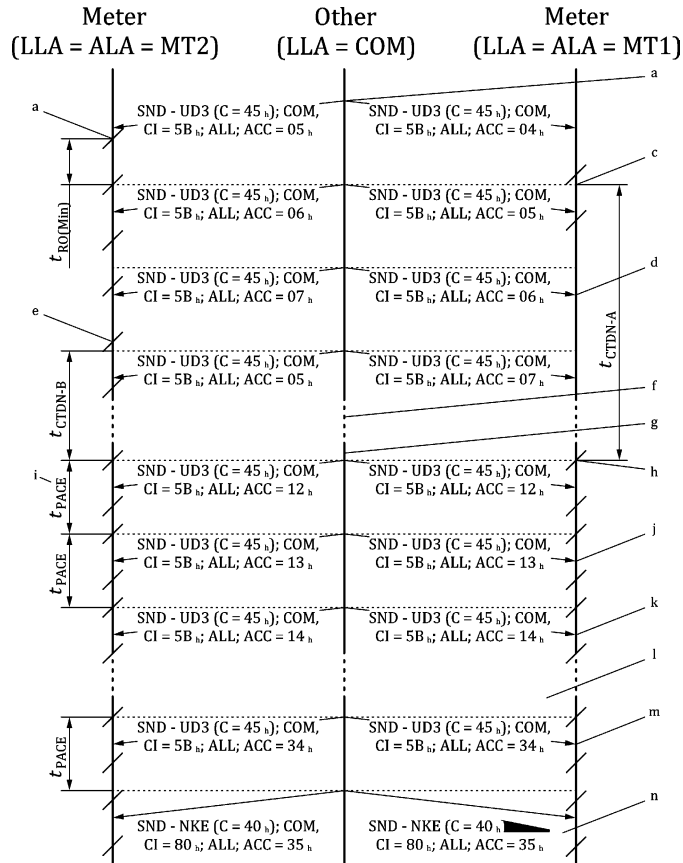 Meter Other Meter
(LLA = ALA = MT2) (LLA = COM) (LLA = ALA = MT1)
a
SND - UD3 (C = 45 h); COM, SND - UD3 (C = 45 h); COM,
a
CI = 5B h; ALL; ACC = 05 h CI = 5B h; ALL; ACC = 04 h
c
SND - UD3 (C = 45 h); COM, SND - UD3 (C = 45 h); COM,
CI = 5B h; ALL; ACC = 06 h CI = 5B h; ALL; ACC = 05 h
tRO(Min)
d
SND - UD3 (C = 45 h); COM, SND - UD3 (C = 45 h); COM,
CI = 5B h; ALL; ACC = 07 h CI = 5B h; ALL; ACC = 06 h
e
tCTDN-A
SND - UD3 (C = 45 h); COM, SND - UD3 (C = 45 h); COM,
CI = 5B h; ALL; ACC = 05 h CI = 5B h; ALL; ACC = 07 h
tCTDN-B
f
g
SND - UD3 (C = 45 h); COM, SND - UD3 (C = 45 h); COM,
h
i
CI = 5B h; ALL; ACC = 12 h CI = 5B h; ALL; ACC = 12 h
tPACE
SND - UD3 (C = 45 h); COM, SND - UD3 (C = 45 h); COM,
j
CI = 5B h; ALL; ACC = 13 h CI = 5B h; ALL; ACC = 13 h
tPACE
k
SND - UD3 (C = 45 h); COM, SND - UD3 (C = 45 h); COM,
CI = 5B h; ALL; ACC = 14 h CI = 5B h; ALL; ACC = 14 h
l
m
SND - UD3 (C = 45 h); COM, SND - UD3 (C = 45 h); COM,
CI = 5B h; ALL; ACC = 34 h CI = 5B h; ALL; ACC = 34 h
tPACE
n
SND - NKE (C = 40 h); COM, SND - NKE (C = 40 h
CI = 80 h; ALL; ACC = 35 h CI = 80 h; ALL; ACC = 35 h